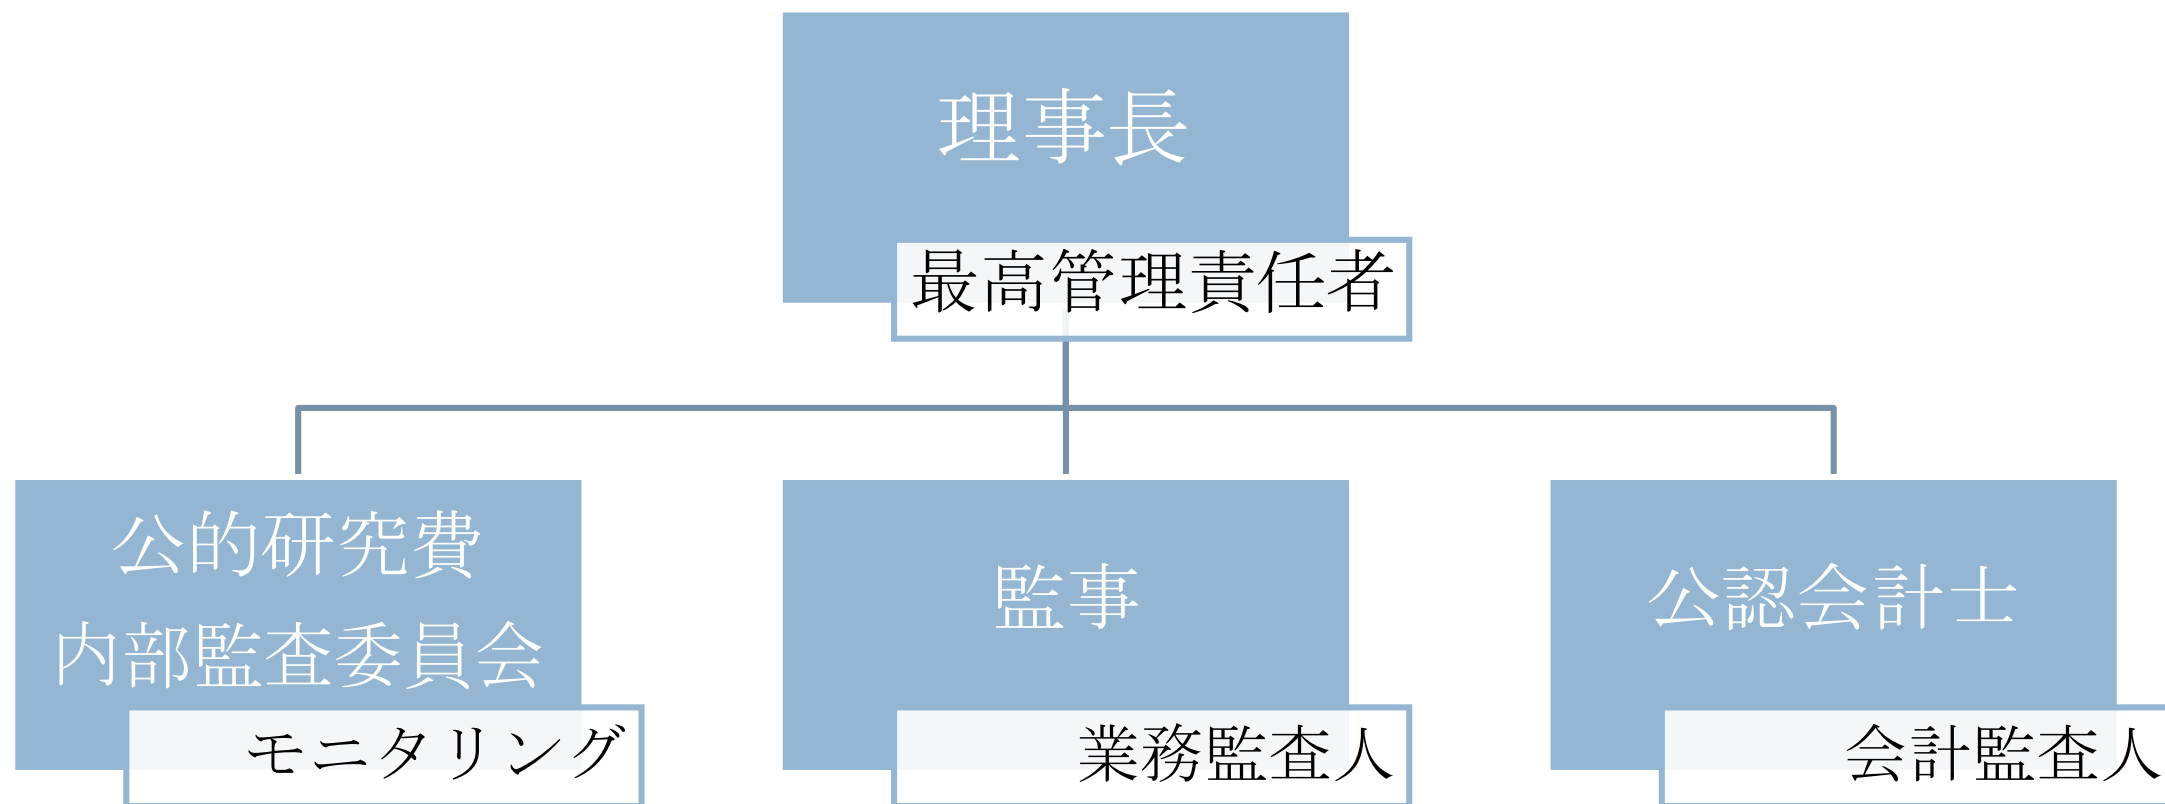 理事長
最高管理責任者
公的研究費
内部監査委員会
モニタリング
監事
業務監査人
公認会計士
会計監査人